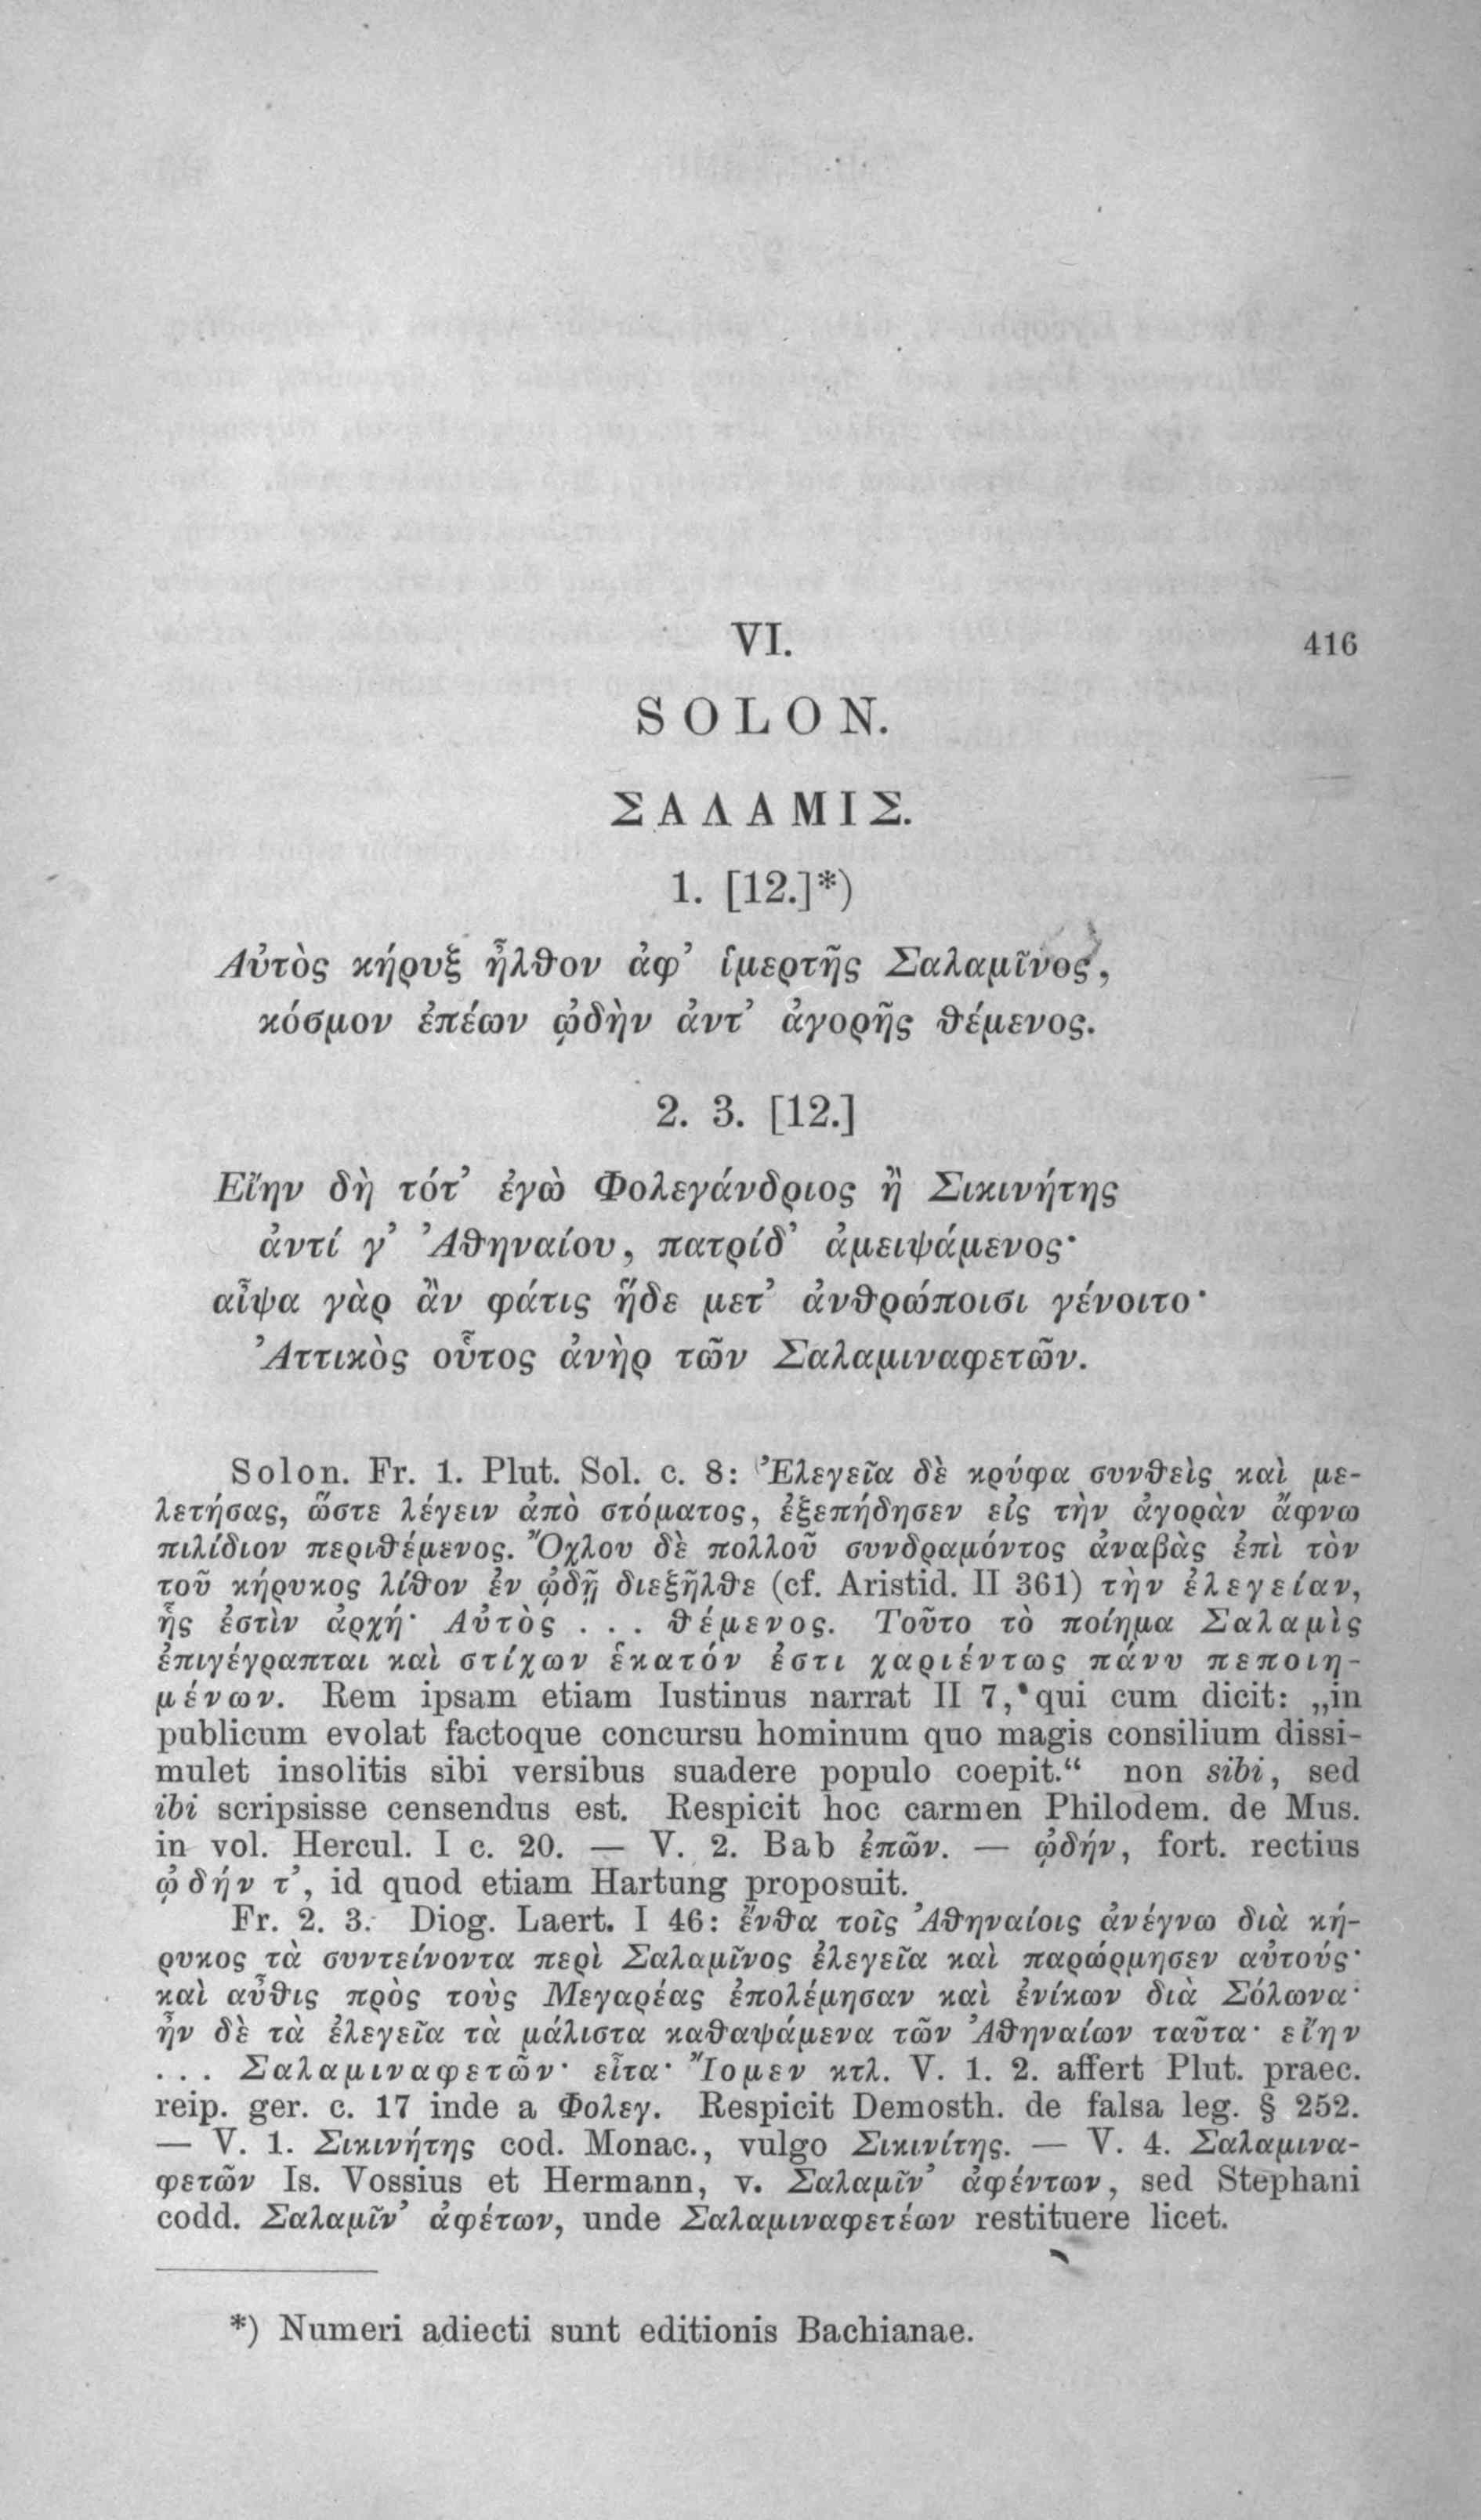 VI.
416
SOLON.
ΣΑΛΑΜΙΣ.
1. [12.]*)
Αὐτὸς κήρυξ ἦλθον ἀφ’ ἱμερτῆς Σαλαμῖνος,
κόσμον ἐπέων ᾠδὴν ἀντ’ ἀγορῆς θέμενος.
2. 3. [12.]
Εἴην δὴ τότ’ ἐγὼ Φολεγάνδριος ἢ Σικινήτης
ἀντί γ’ Ἀθηναίου, πατρίδ’ ἀμειψάμενος·
αἶψα γὰρ ἂν φάτις ἥδε μετ’ ἀνθρώποισι γένοιτο·
Ἀττικὸς οὗτος ἀνὴρ τῶν Σαλαμιναφετῶν.
Solon. Fr. 1. Plut. Sol. c. 8: Ἐλεγεῖα δὲ κρύφα συνθεὶς καὶ με-
λετήσας, ὥστε λέγειν ἀπὸ στόματος, ἐξεπήδησεν εἰς τὴν ἀγορὰν ἄφνω
πιλίδιον περιθέμενος. Ὄχλου δὲ πολλοῦ συνδραμόντος ἀναβὰς ἐπὶ τὸν
τοῦ κήρυκος λίθον ἐν ᾠδῇ διεξῆλθε (cf. Aristid. II 361) τὴν ἐλεγείαν,
ἧς ἐστὶν ἀρχή· Αὐτὸς . . . θέμενος. Τοῦτο τὸ ποίημα Σαλαμὶς
ἐπιγέγραπται καὶ στίχων ἑκατόν ἐστι χαριέντως πάνυ πεποιη-
μένων. Rem ipsam etiam Iustinus narrat II 7, qui cum dicit: „in
publicum evolat factoque concursu hominum quo magis consilium dissi-
mulet insolitis sibi versibus suadere populo coepit.“ non sibi, sed
ibi scripsisse censendus est. Respicit hoc carmen Philodem. de Mus.
in vol. Hercul. I c. 20. — V. 2. Bab ἐπῶν. — ᾠδήν, fort. rectius
ᾠδήν τ’, id quod etiam Hartung proposuit.
Fr. 2. 3. Diog. Laert. I 46: ἔνθα τοῖς Ἀθηναίοις ἀνέγνω διὰ κή-
ρυκος τὰ συντείνοντα περὶ Σαλαμῖνος ἐλεγεῖα καὶ παρώρμησεν αὐτούς·
καὶ αὖθις πρὸς τοὺς Μεγαρέας ἐπολέμησαν καὶ ἐνίκων διὰ Σόλωνα·
ἦν δὲ τὰ ἐλεγεῖα τὰ μάλιστα καθαψάμενα τῶν Ἀθηναίων ταῦτα· εἴην
. . . Σαλαμιναφετῶν· εἶτα· Ἴομεν κτλ. V. 1. 2. affert Plut. praec.
reip. ger. c. 17 inde a Φολεγ. Respicit Demosth. de falsa leg. § 252.
— V. 1. Σικινήτης cod. Monac., vulgo Σικινίτης. — V. 4. Σαλαμινα-
φετῶν Is. Vossius et Hermann, v. Σαλαμῖν’ ἀφέντων, sed Stephani
codd. Σαλαμῖν’ ἀφέτων, unde Σαλαμιναφετέων restituere licet.
*) Numeri adiecti sunt editionis Bachianae.